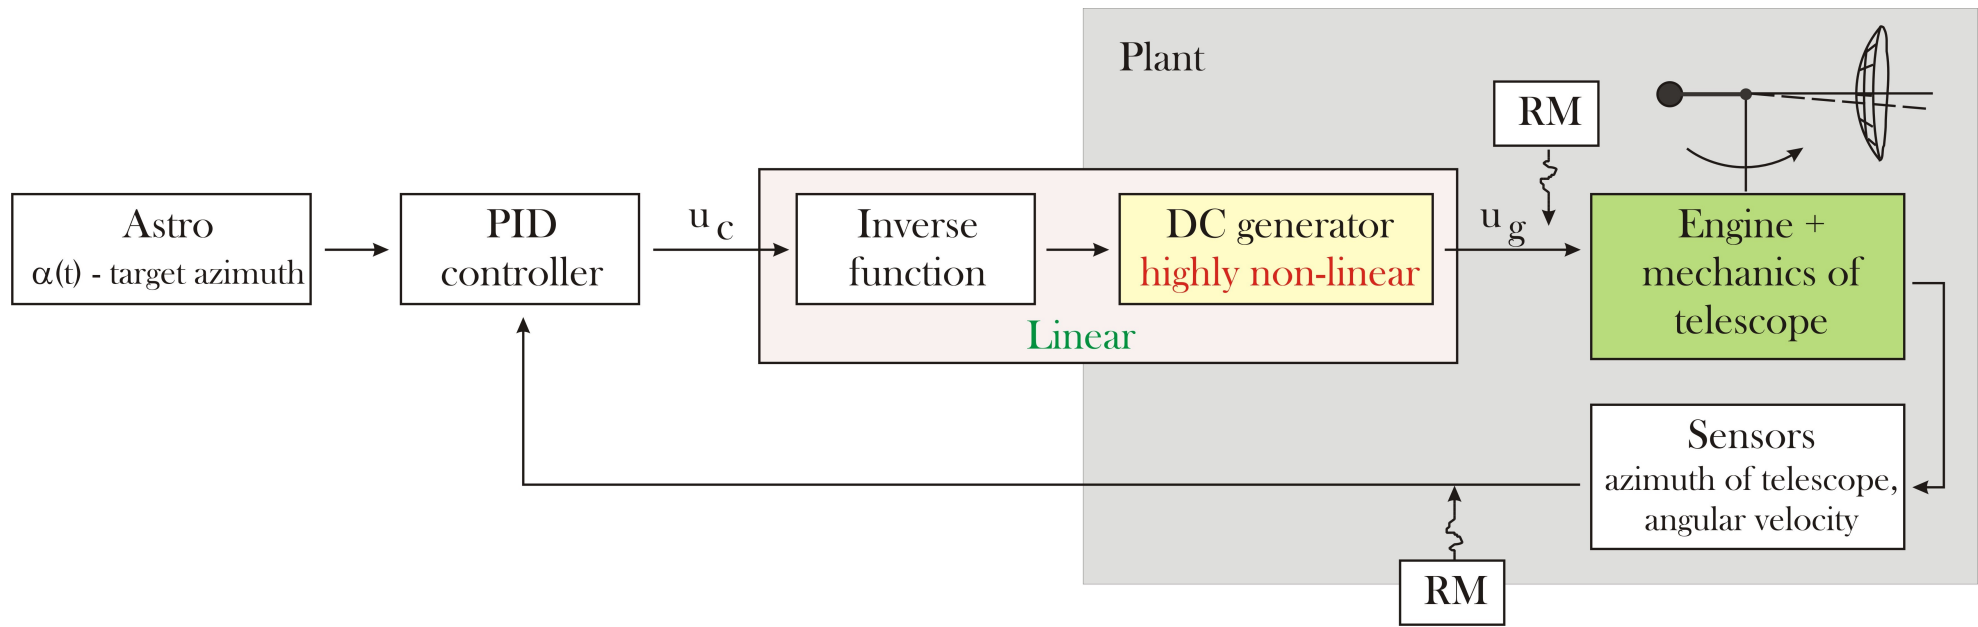 Plant
RM
Astro
α(t) - target azimuth
PID
controller
u c
Inverse
function
DC generator
highly non-linear
Linear
u g
Engine +
mechanics of
telescope
Sensors
azimuth of telescope,
angular velocity
RM